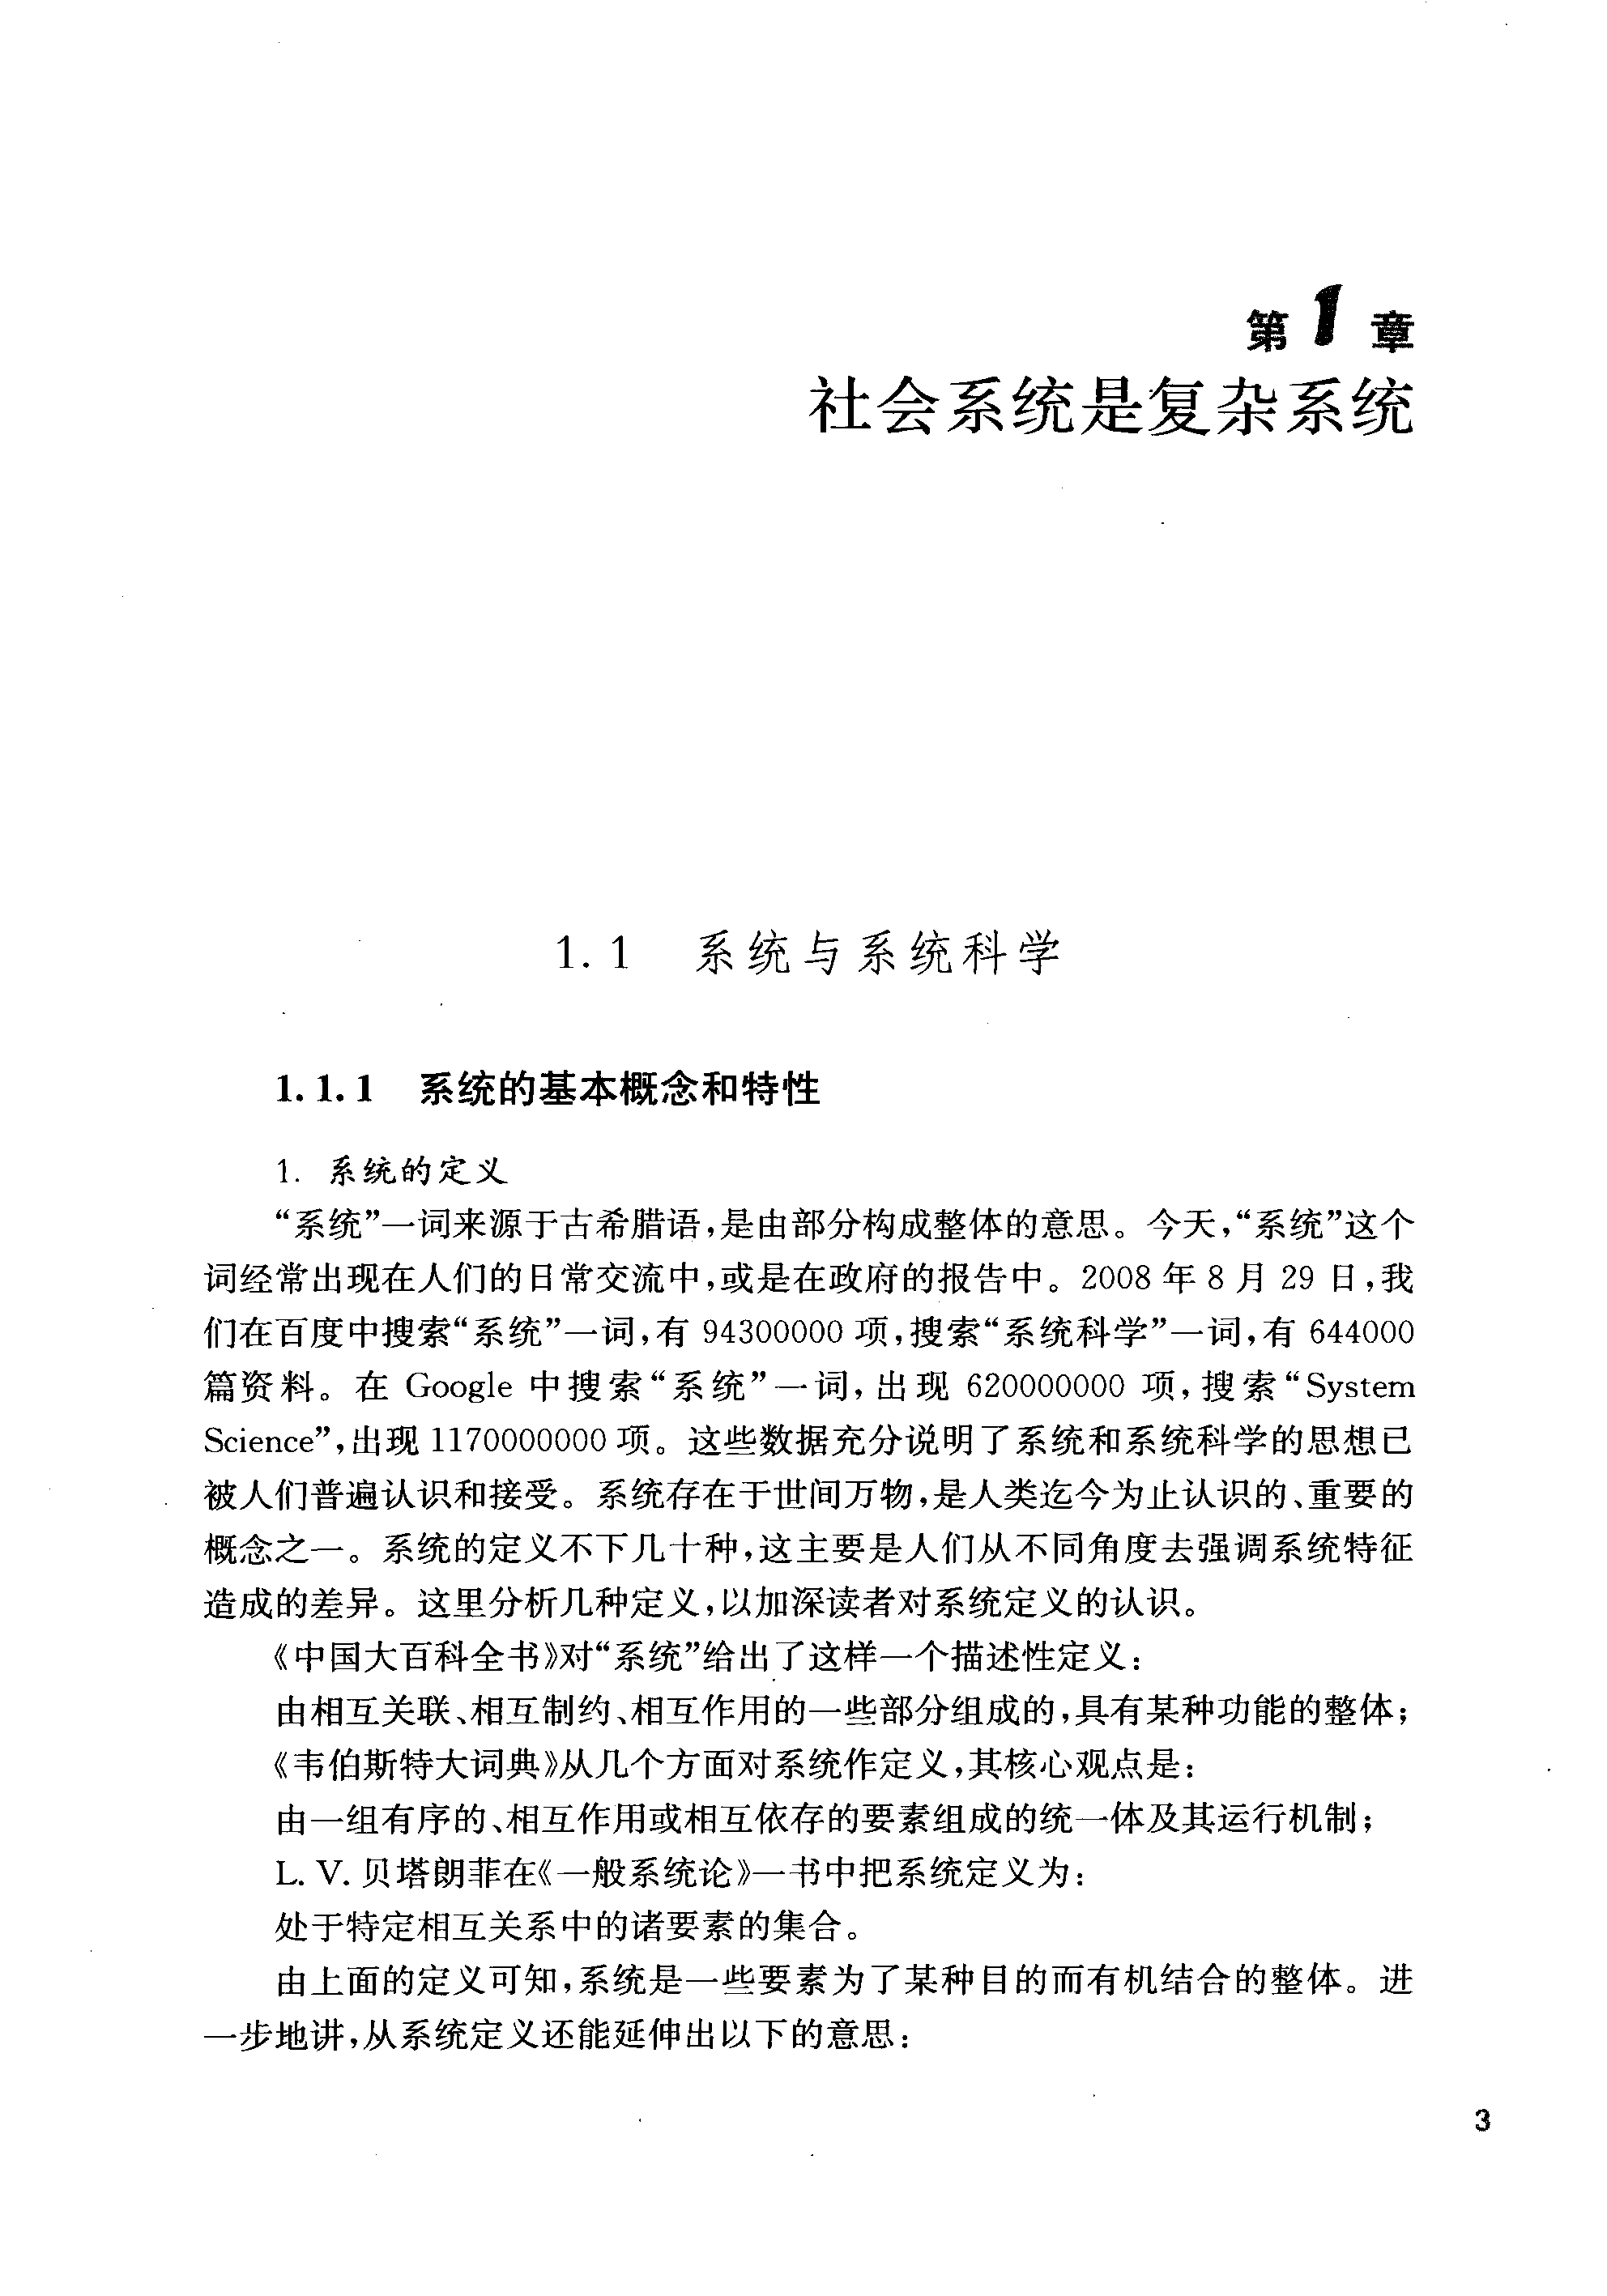 第1章
社会系统是复杂系统
1.1 系统与系统科学
1.1.1 系统的基本概念和特性
1. 系统的定义
“系统”一词来源于古希腊语,是由部分构成整体的意思。今天,“系统”这个
词经常出现在人们的日常交流中,或是在政府的报告中。2008年8月29日,我
们在百度中搜索“系统”一词,有94300000项,搜索“系统科学”一词,有644000
篇资料。在 Google 中搜索“系统”一词,出现 620000000 项,搜索“System
Science”,出现1170000000项。这些数据充分说明了系统和系统科学的思想已
被人们普遍认识和接受。系统存在于世间万物,是人类迄今为止认识的、重要的
概念之一。系统的定义不下几十种,这主要是人们从不同角度去强调系统特征
造成的差异。这里分析几种定义,以加深读者对系统定义的认识。
《中国大百科全书》对“系统”给出了这样一个描述性定义:
由相互关联、相互制约、相互作用的一些部分组成的,具有某种功能的整体;
《韦伯斯特大词典》从几个方面对系统作定义,其核心观点是:
由一组有序的、相互作用或相互依存的要素组成的统一体及其运行机制;
L. V. 贝塔朗菲在《一般系统论》一书中把系统定义为:
处于特定相互关系中的诸要素的集合。
由上面的定义可知,系统是一些要素为了某种目的而有机结合的整体。进
一步地讲,从系统定义还能延伸出以下的意思:
3